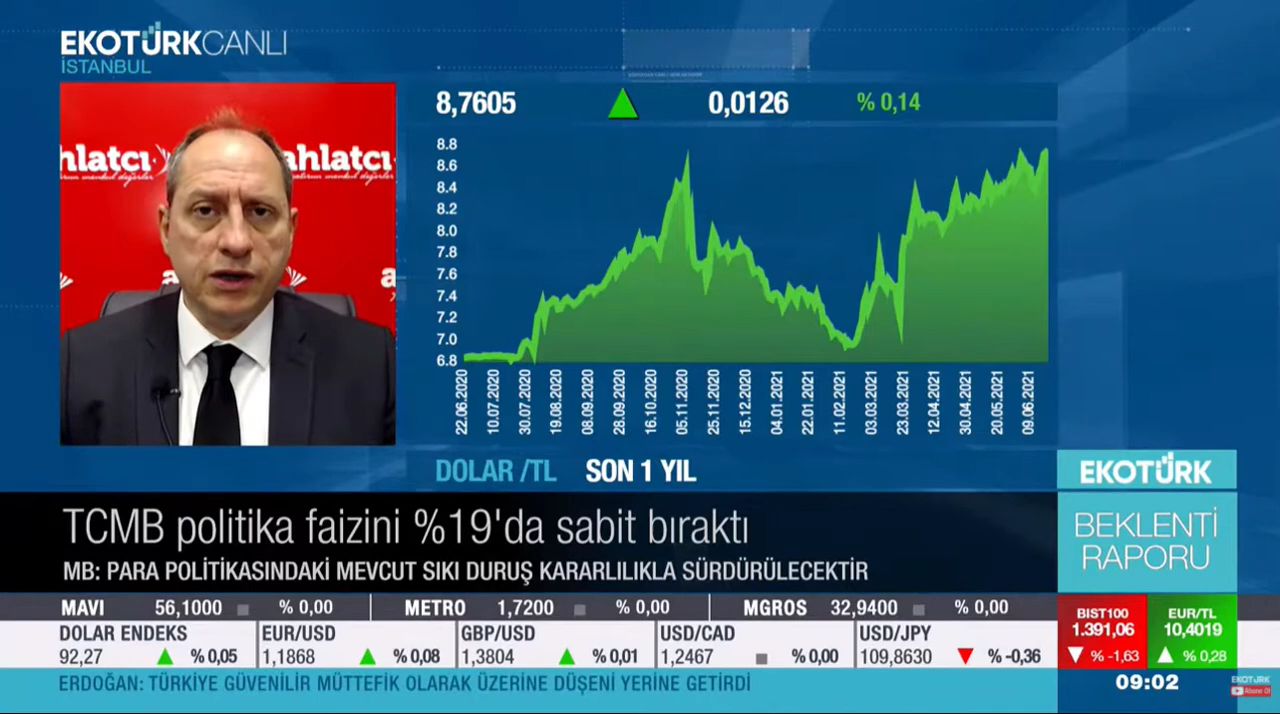 EKOTÜRK CANLI
İSTANBUL
ahlatcı
ahlatcı
8,7605 0,0126 % 0,14
8.8
8.6
8.4
8.2
8.0
7.8
7.6
7.4
7.2
7.0
6.8
22.06.2020
10.07.2020
30.07.2020
19.08.2020
08.09.2020
28.09.2020
16.10.2020
05.11.2020
25.11.2020
15.12.2020
04.01.2021
22.01.2021
11.02.2021
03.03.2021
23.03.2021
12.04.2021
30.04.2021
20.05.2021
09.06.2021
DOLAR /TL SON 1 YIL
EKOTÜRK
BEKLENTİ
RAPORU
TCMB politika faizini %19'da sabit bıraktı
MB: PARA POLİTİKASINDAKİ MEVCUT SIKI DURUŞ KARARLILIKLA SÜRDÜRÜLECEKTİR
MAVI 56,1000 % 0,00 METRO 1,7200 % 0,00 MGROS 32,9400 % 0,00
DOLAR ENDEKS EUR/USD GBP/USD USD/CAD USD/JPY
92,27 % 0,05 1,1868 % 0,08 1,3804 % 0,01 1,2467 % 0,00 109,8630 % -0,36
BIST100 EUR/TL
1.391,06 10,4019
% -1,63 % 0,28
ERDOĞAN: TÜRKİYE GÜVENİLİR MÜTTEFİK OLARAK ÜZERİNE DÜŞENİ YERİNE GETİRDİ
09:02
EKOTÜRK
Abone Ol